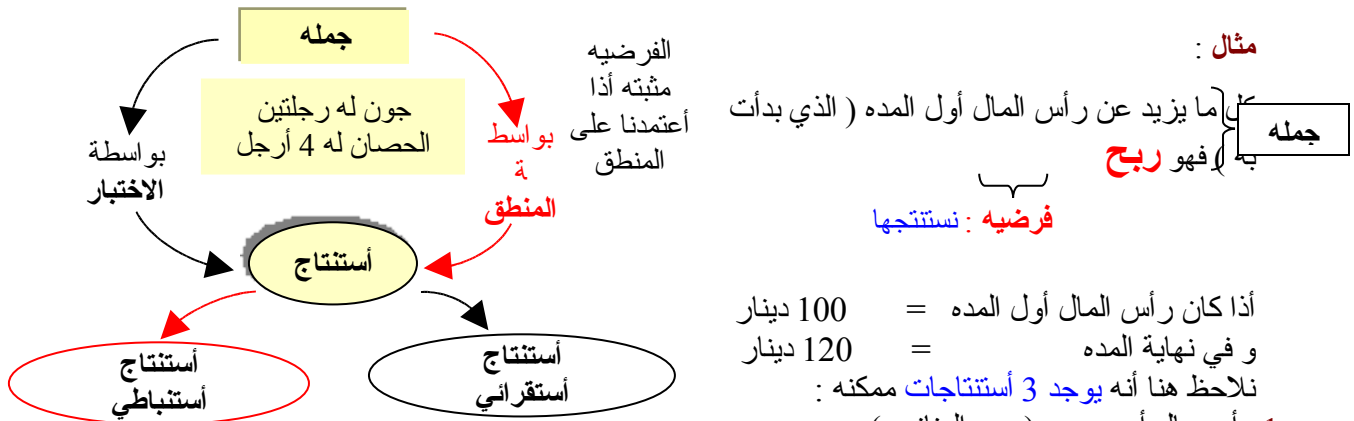 مثال :
كل ما يزيد عن رأس المال أول المده ( الذي بدأت
به ) فهو ربح
جمله
فرضيه : نستنتجها
أذا كان رأس المال أول المده = 100 دينار
و في نهاية المده = 120 دينار
نلاحظ هنا أنه يوجد 3 أستنتاجات ممكنه :
الفرضيه
مثبته أذا
أعتمدنا على
المنطق
جمله
جون له رجلتين
الحصان له 4 أرجل
بواسط
ة
المنطق
بواسطة
الاختبار
أستنتاج
أستنتاج
أستقرائي
أستنتاج
أستنباطي